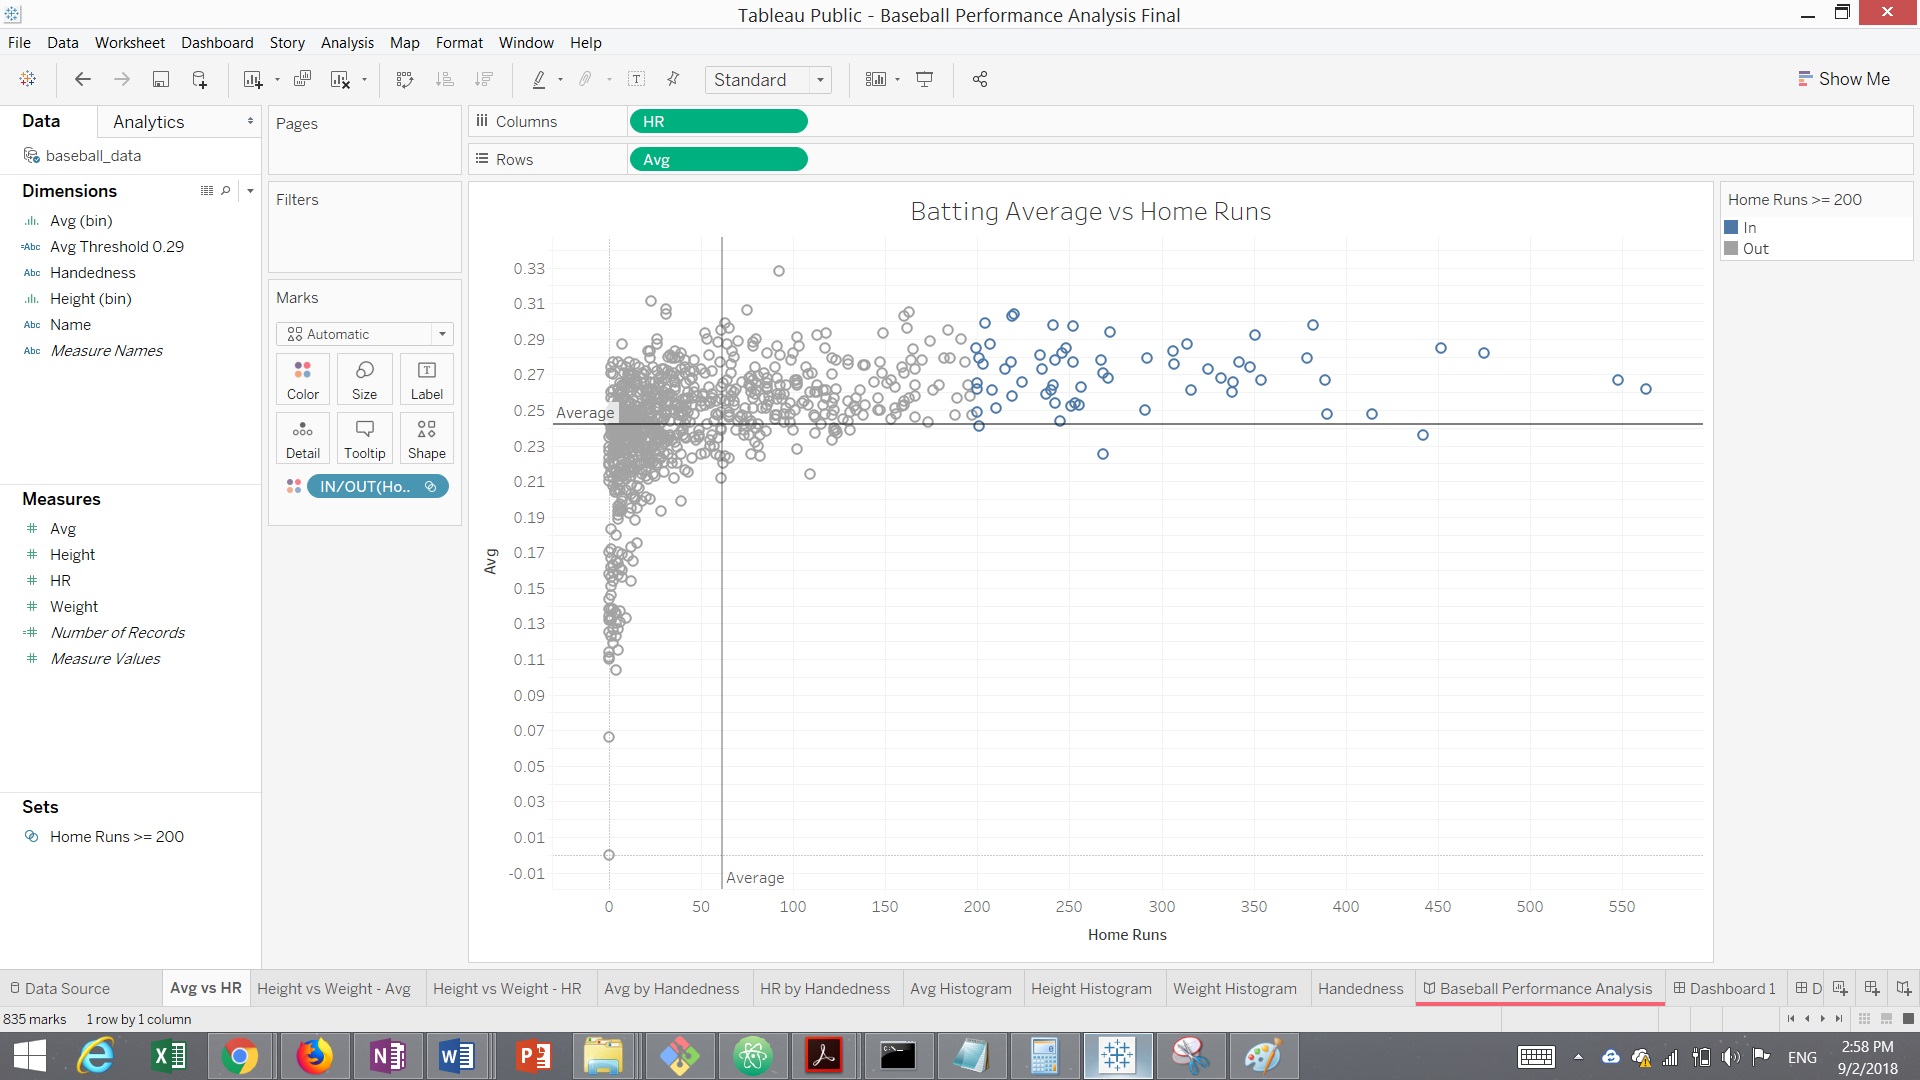 Tableau Public - Baseball Performance Analysis Final
File Data Worksheet Dashboard Story Analysis Map Format Window Help
Standard
Show Me
Data Analytics
baseball_data
Dimensions
Avg (bin)
=Abc Avg Threshold 0.29
Abc Handedness
Height (bin)
Abc Name
Abc Measure Names
Measures
# Avg
# Height
# HR
# Weight
=# Number of Records
# Measure Values
Sets
Home Runs >= 200
Pages
Filters
Marks
Automatic
Color Size Label
Detail Tooltip Shape
IN/OUT(Ho..
Columns HR
Rows Avg
Batting Average vs Home Runs
0.33
0.31
0.29
0.27
0.25
0.23
0.21
0.19
0.17
0.15
0.13
0.11
0.09
0.07
0.05
0.03
0.01
-0.01
Avg
Average
Average
0 50 100 150 200 250 300 350 400 450 500 550
Home Runs
Home Runs >= 200
In
Out
Data Source Avg vs HR Height vs Weight - Avg Height vs Weight - HR Avg by Handedness HR by Handedness Avg Histogram Height Histogram Weight Histogram Handedness Baseball Performance Analysis Dashboard 1 D
835 marks 1 row by 1 column
ENG
2:58 PM
9/2/2018